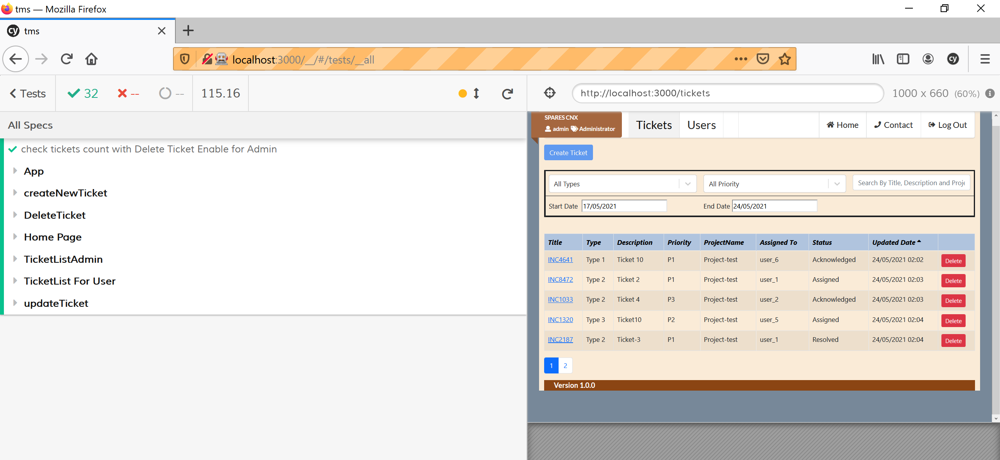 tms — Mozilla Firefox
cy tms
localhost:3000/__/#/tests/__all
cy
Tests 32 -- -- 115.16
http://localhost:3000/tickets 1000 x 660 (60%)
All Specs
check tickets count with Delete Ticket Enable for Admin
App
createNewTicket
DeleteTicket
Home Page
TicketListAdmin
TicketList For User
updateTicket
SPARES CNX
admin Administrator
Tickets Users Home Contact Log Out
Create Ticket
All Types All Priority Search By Title, Description and Proje
Start Date 17/05/2021 End Date 24/05/2021
Title Type Description Priority ProjectName Assigned To Status Updated Date
INC4641 Type 1 Ticket 10 P1 Project-test user_6 Acknowledged 24/05/2021 02:02 Delete
INC8472 Type 2 Ticket 2 P1 Project-test user_1 Assigned 24/05/2021 02:03 Delete
INC1033 Type 2 Ticket 4 P3 Project-test user_2 Acknowledged 24/05/2021 02:03 Delete
INC1320 Type 3 Ticket10 P2 Project-test user_5 Assigned 24/05/2021 02:04 Delete
INC2187 Type 2 Ticket-3 P1 Project-test user_1 Resolved 24/05/2021 02:04 Delete
1 2
Version 1.0.0